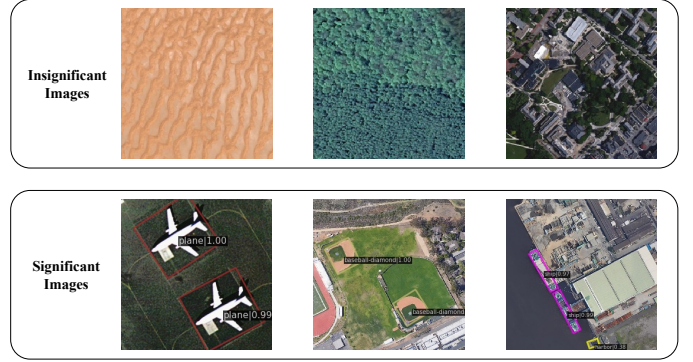 Insignificant
Images
Significant
Images
plane|1.00
plane|0.99
baseball-diamond|1.00
baseball-diamond
ship|0.97
ship|0.99
harbor|0.38